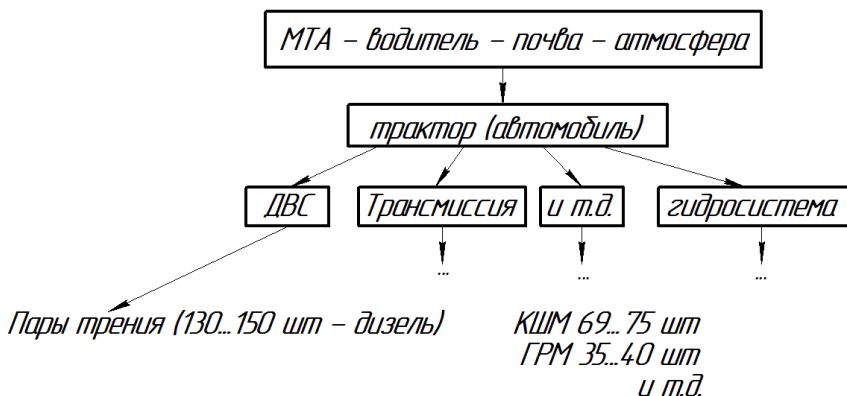 МТА – водитель – почва – атмосфера
трактор (автомобиль)
ДВС
Трансмиссия
и т.д.
гидросистема
...
...
...
Пары трения (130...150 шт – дизель)
КШМ 69...75 шт
ГРМ 35...40 шт
и т.д.